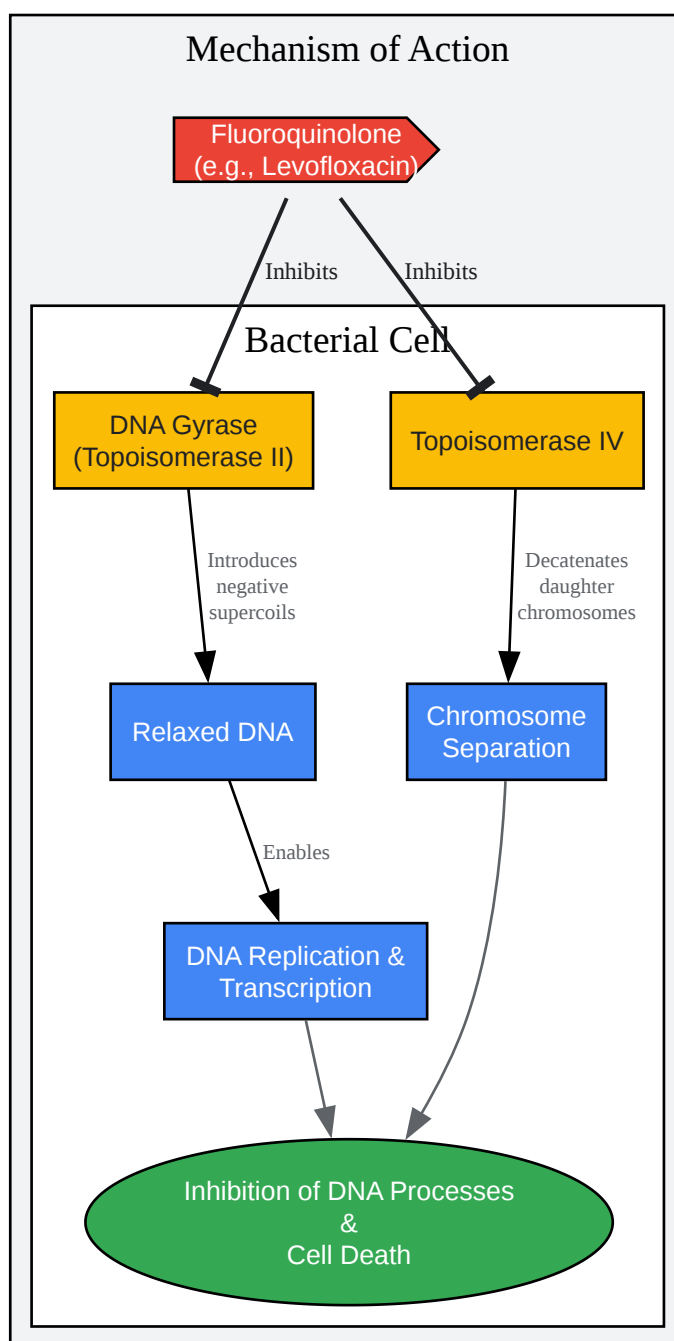 Mechanism of Action
Fluoroquinolone
(e.g., Levofloxacin)
Inhibits
Inhibits
Bacterial Cell
DNA Gyrase
(Topoisomerase II)
Topoisomerase IV
Introduces
negative
supercoils
Decatenates
daughter
chromosomes
Relaxed DNA
Chromosome
Separation
Enables
DNA Replication &
Transcription
Inhibition of DNA Processes
&
Cell Death